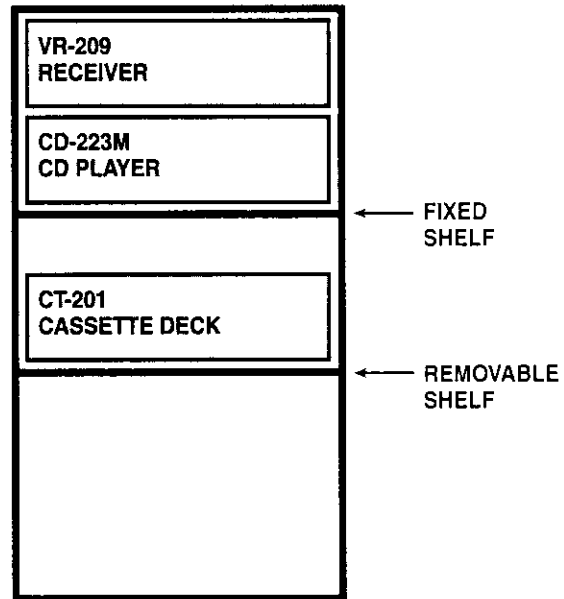 VR-209
RECEIVER
CD-223M
CD PLAYER
FIXED
SHELF
CT-201
CASSETTE DECK
REMOVABLE
SHELF